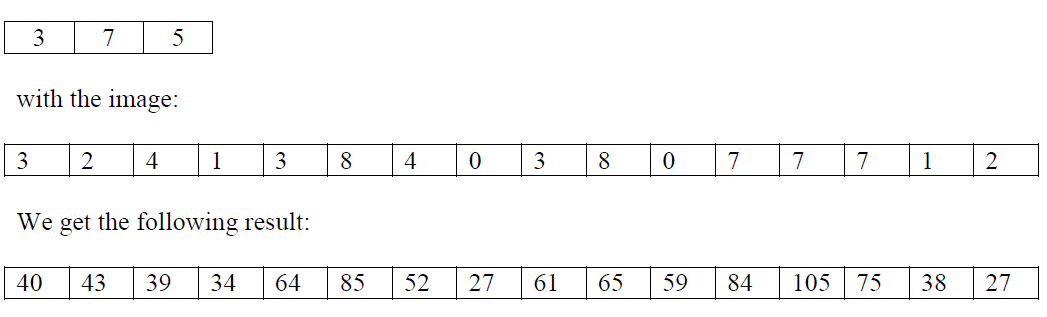 3 7 5
with the image:
3 2 4 1 3 8 4 0 3 8 0 7 7 7 1 2
We get the following result:
40 43 39 34 64 85 52 27 61 65 59 84 105 75 38 27